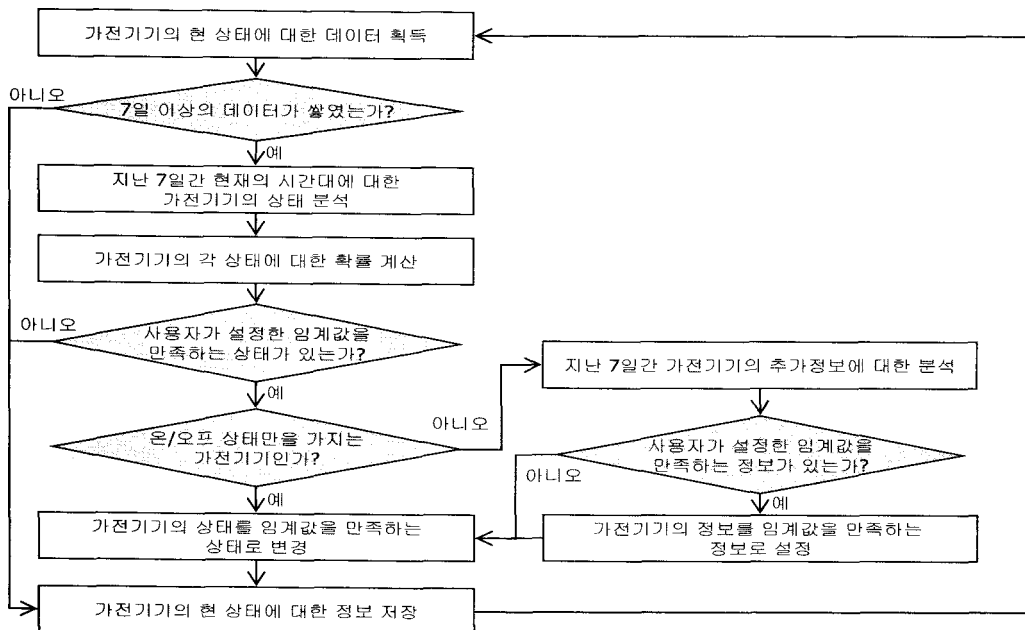 가전기기의 현 상태에 대한 데이터 획득
아니오
7일 이상의 데이터가 쌓였는가?
예
지난 7일간 현재의 시간대에 대한
가전기기의 상태 분석
가전기기의 각 상태에 대한 확률 계산
아니오
사용자가 설정한 임계값을
만족하는 상태가 있는가?
예
지난 7일간 가전기기의 추가정보에 대한 분석
아니오
온/오프 상태만을 가지는
가전기기인가?
사용자가 설정한 임계값을
만족하는 정보가 있는가?
아니오
예
예
가전기기의 상태를 임계값을 만족하는
상태로 변경
가전기기의 정보를 임계값을 만족하는
정보로 설정
가전기기의 현 상태에 대한 정보 저장